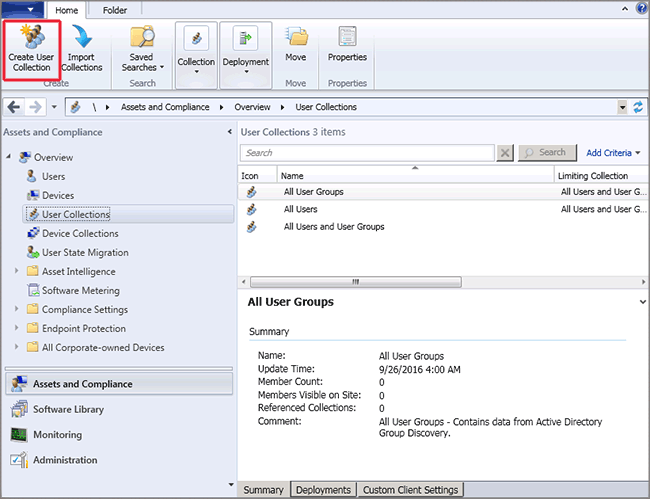 Home Folder
Create User Collection
Import Collections
Saved Searches
Collection
Deployment
Move
Properties
Create
Search
Move
Properties
\ Assets and Compliance Overview User Collections
Assets and Compliance
Overview
Users
Devices
User Collections
Device Collections
User State Migration
Asset Intelligence
Software Metering
Compliance Settings
Endpoint Protection
All Corporate-owned Devices
Assets and Compliance
Software Library
Monitoring
Administration
User Collections 3 items
Search Search Add Criteria
Icon Name Limiting Collection
All User Groups All Users and User G...
All Users All Users and User G...
All Users and User Groups
All User Groups
Summary
Name: All User Groups
Update Time: 9/26/2016 4:00 AM
Member Count: 0
Members Visible on Site: 0
Referenced Collections: 0
Comment: All User Groups - Contains data from Active Directory
Group Discovery.
Summary Deployments Custom Client Settings